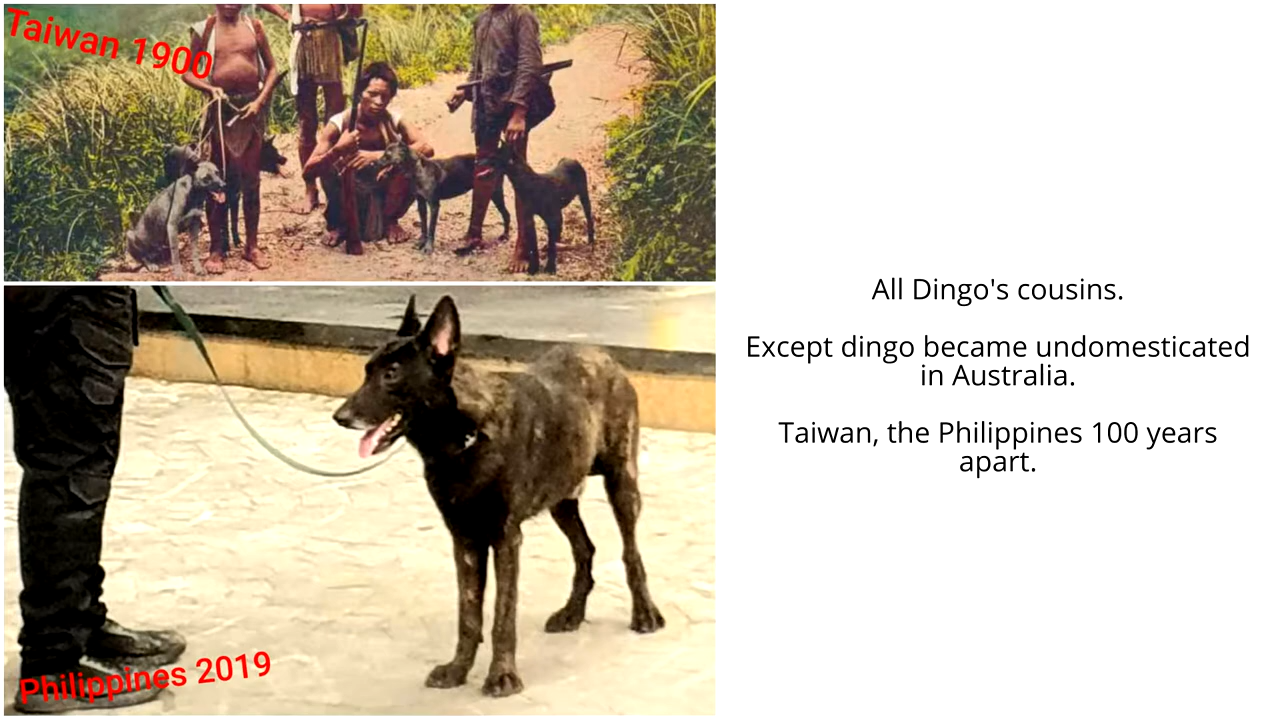 Taiwan 1900
Philippines 2019
All Dingo's cousins.
Except dingo became undomesticated
in Australia.
Taiwan, the Philippines 100 years
apart.